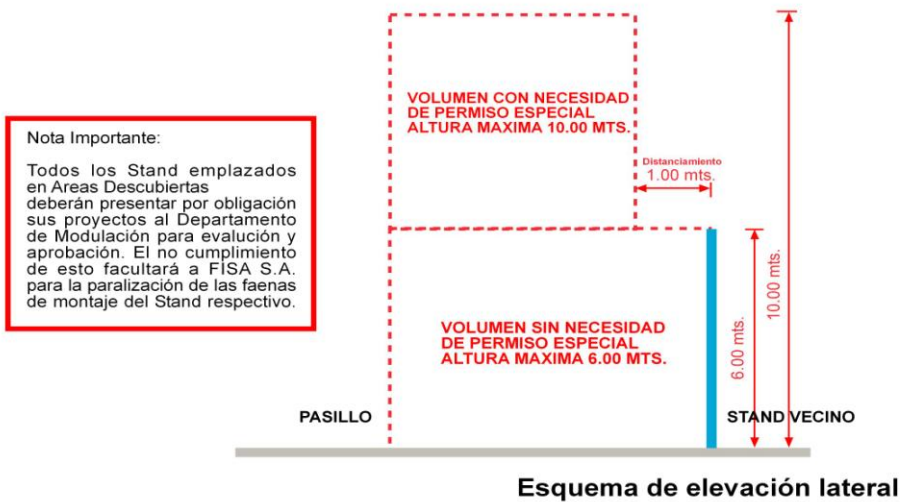 Nota Importante:
Todos los Stand emplazados
en Areas Descubiertas
deberán presentar por obligación
sus proyectos al Departamento
de Modulación para evalución y
aprobación. El no cumplimiento
de esto facultará a FISA S.A.
para la paralización de las faenas
de montaje del Stand respectivo.
VOLUMEN CON NECESIDAD
DE PERMISO ESPECIAL
ALTURA MAXIMA 10.00 MTS.
Distanciamiento
1.00 mts.
VOLUMEN SIN NECESIDAD
DE PERMISO ESPECIAL
ALTURA MAXIMA 6.00 MTS.
6.00 mts.
10.00 mts.
PASILLO
STAND VECINO
Esquema de elevación lateral